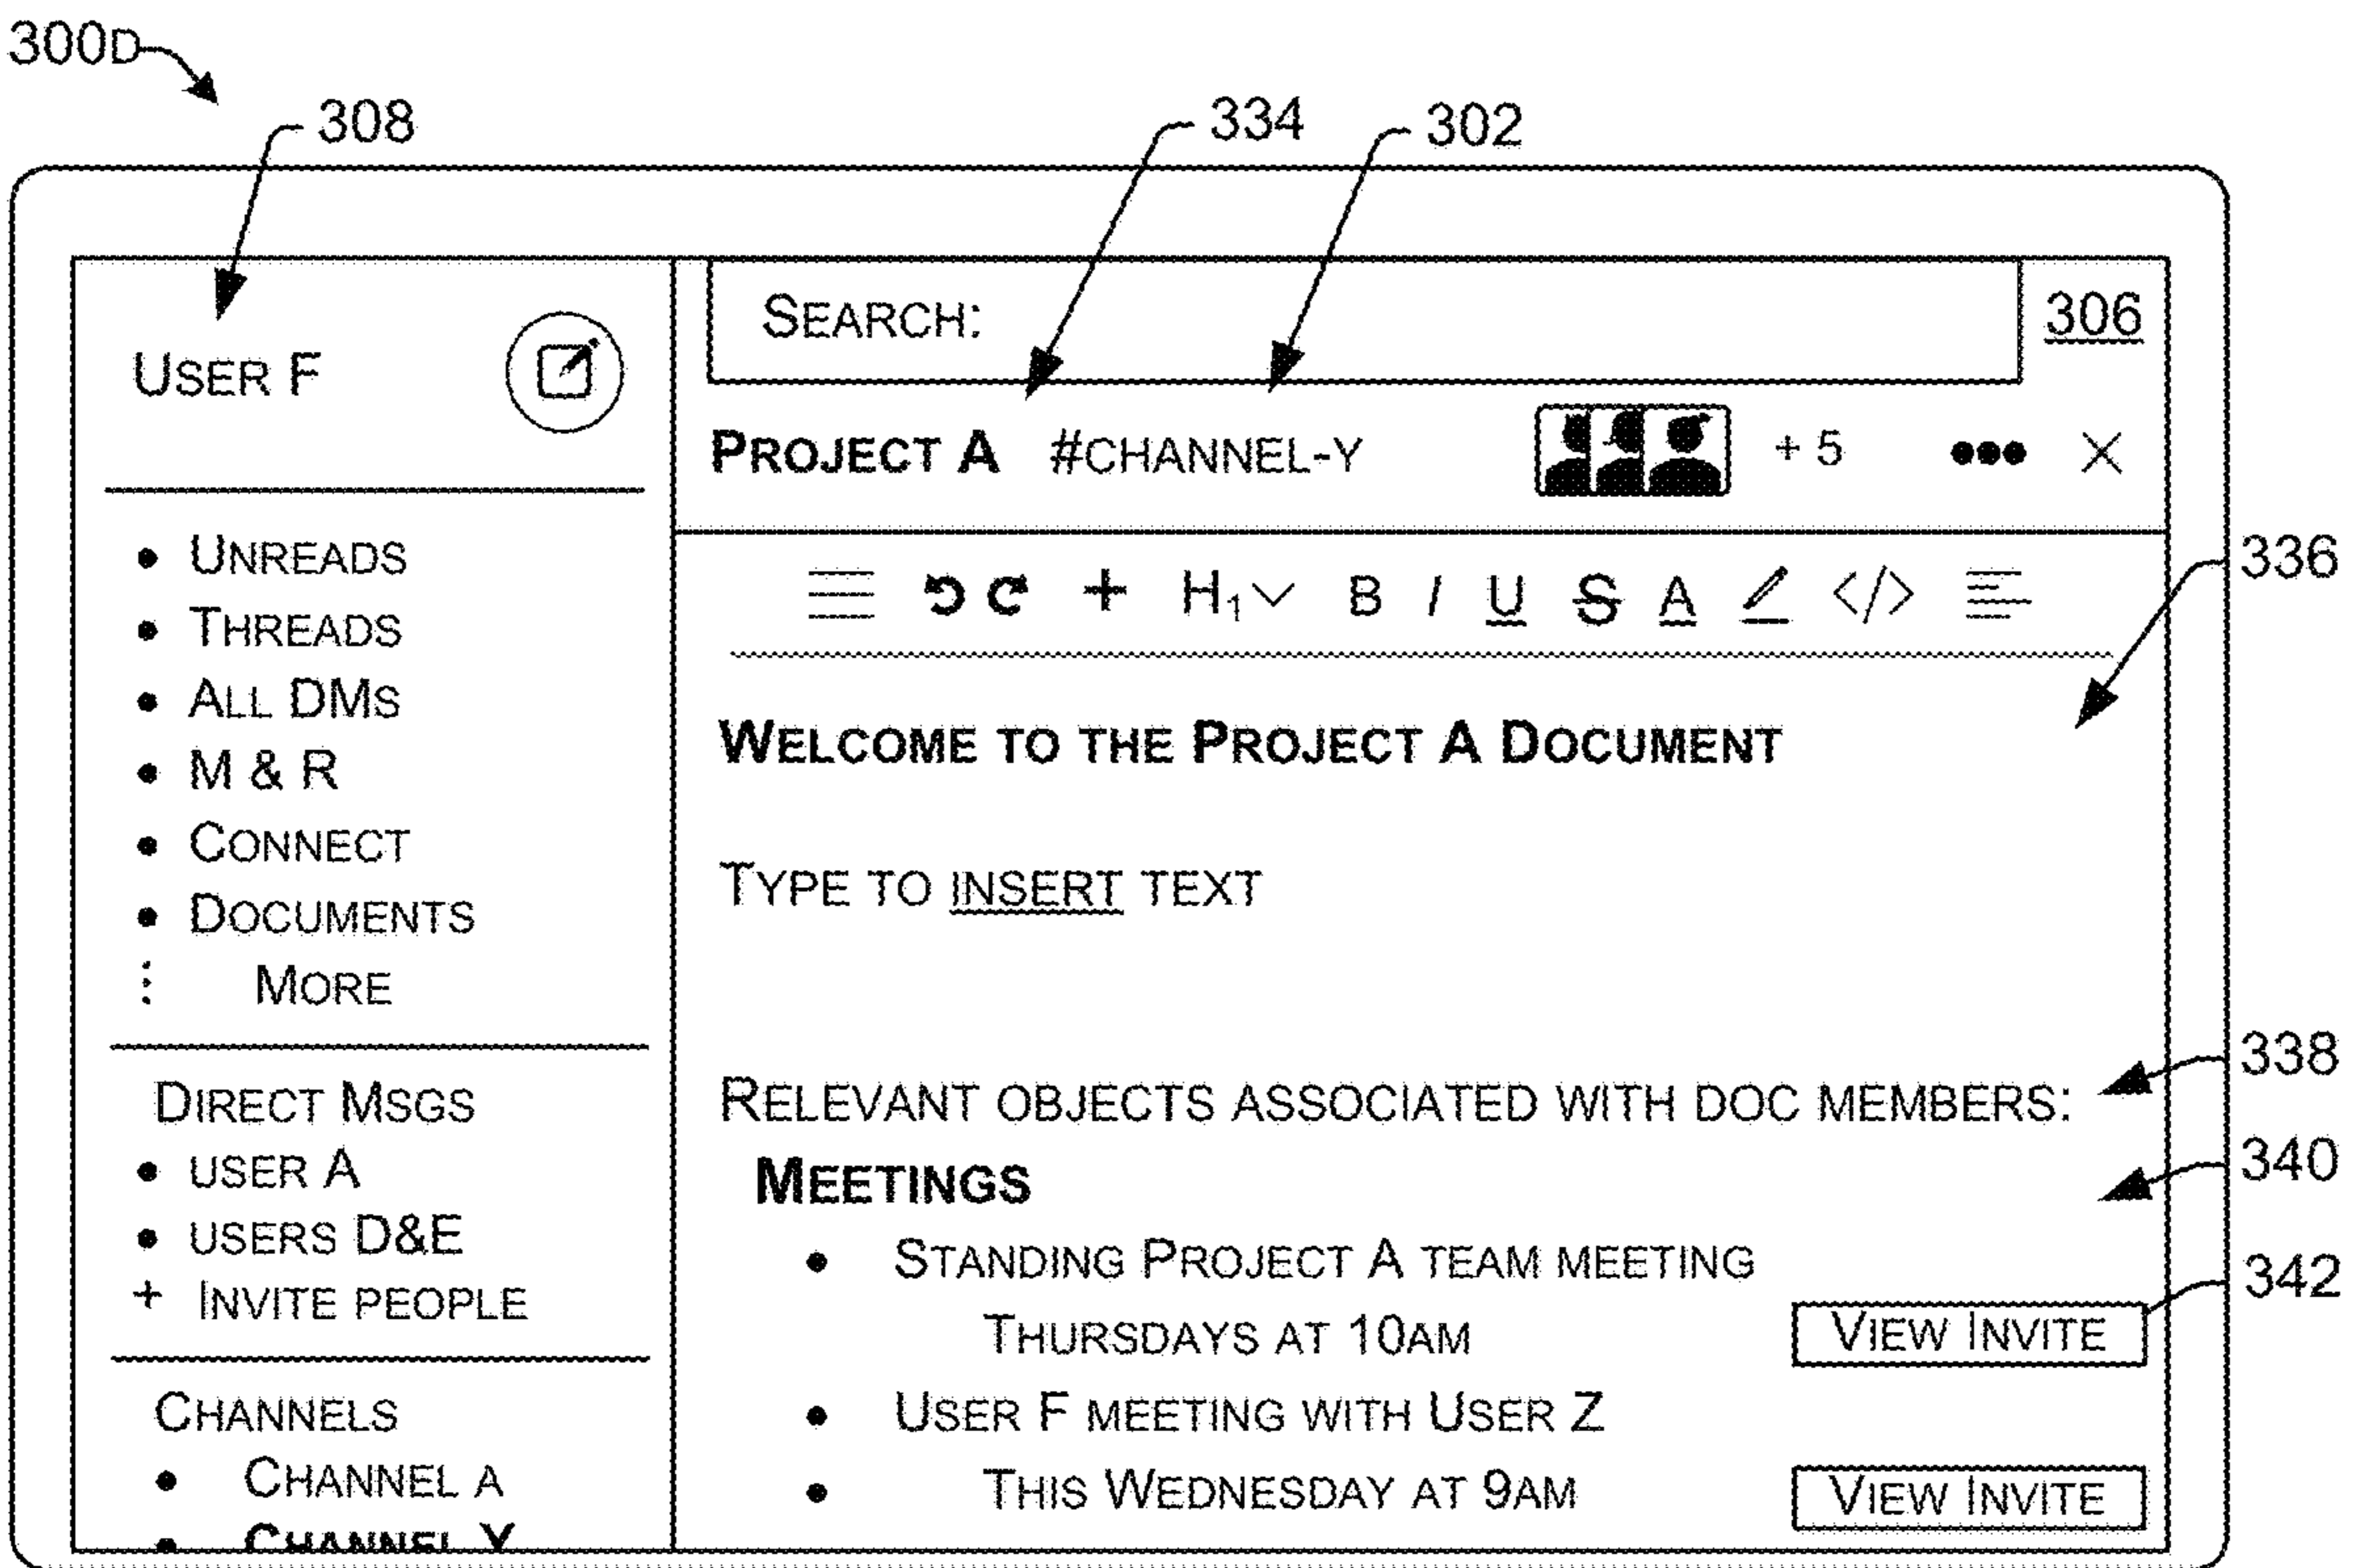 300D
308
334
302
SEARCH:
306
USER F
PROJECT A #CHANNEL-Y + 5 ••• ×
• UNREADS
• THREADS
• ALL DMS
• M & R
• CONNECT
• DOCUMENTS
⋮ MORE
DIRECT MSGS
• USER A
• USERS D&E
+ INVITE PEOPLE
CHANNELS
• CHANNEL A
• CHANNEL Y
+ H1 B I U S A </>
336
WELCOME TO THE PROJECT A DOCUMENT
TYPE TO INSERT TEXT
338
RELEVANT OBJECTS ASSOCIATED WITH DOC MEMBERS:
340
MEETINGS
• STANDING PROJECT A TEAM MEETING
342
THURSDAYS AT 10AM VIEW INVITE
• USER F MEETING WITH USER Z
• THIS WEDNESDAY AT 9AM VIEW INVITE